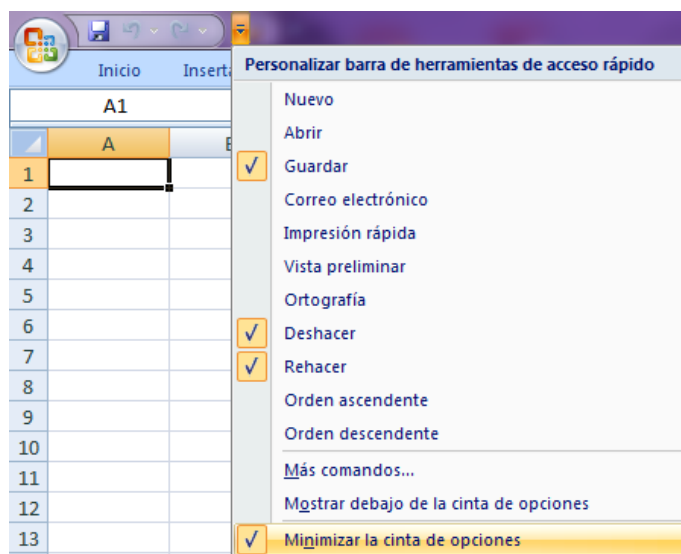 Inicio Insert
A1
A
1
2
3
4
5
6
7
8
9
10
11
12
13
Personalizar barra de herramientas de acceso rápido
Nuevo
Abrir
Guardar
Correo electrónico
Impresión rápida
Vista preliminar
Ortografía
Deshacer
Rehacer
Orden ascendente
Orden descendente
Más comandos...
Mostrar debajo de la cinta de opciones
Minimizar la cinta de opciones